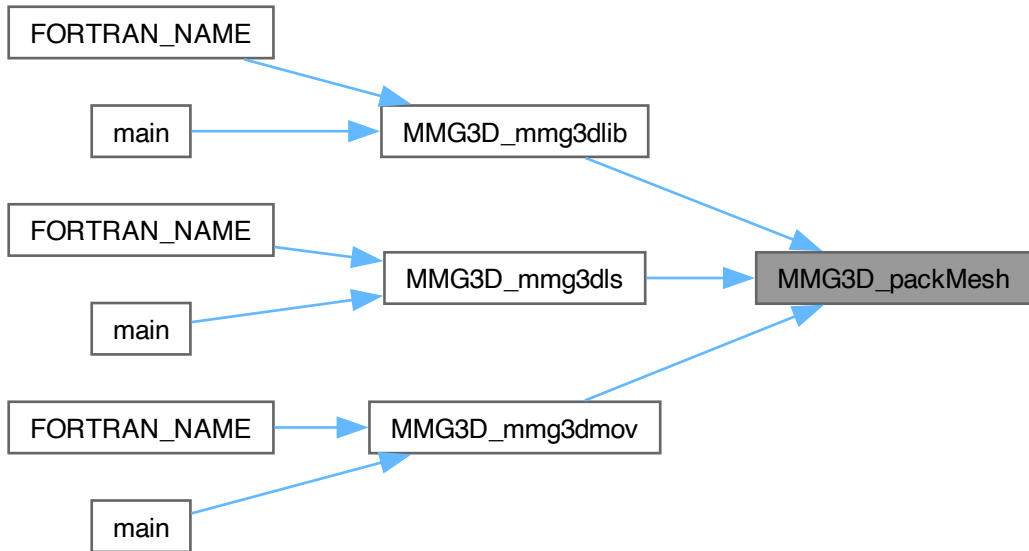 FORTRAN_NAME
main
MMG3D_mmg3dlib
FORTRAN_NAME
main
MMG3D_mmg3dls
MMG3D_packMesh
FORTRAN_NAME
main
MMG3D_mmg3dmov